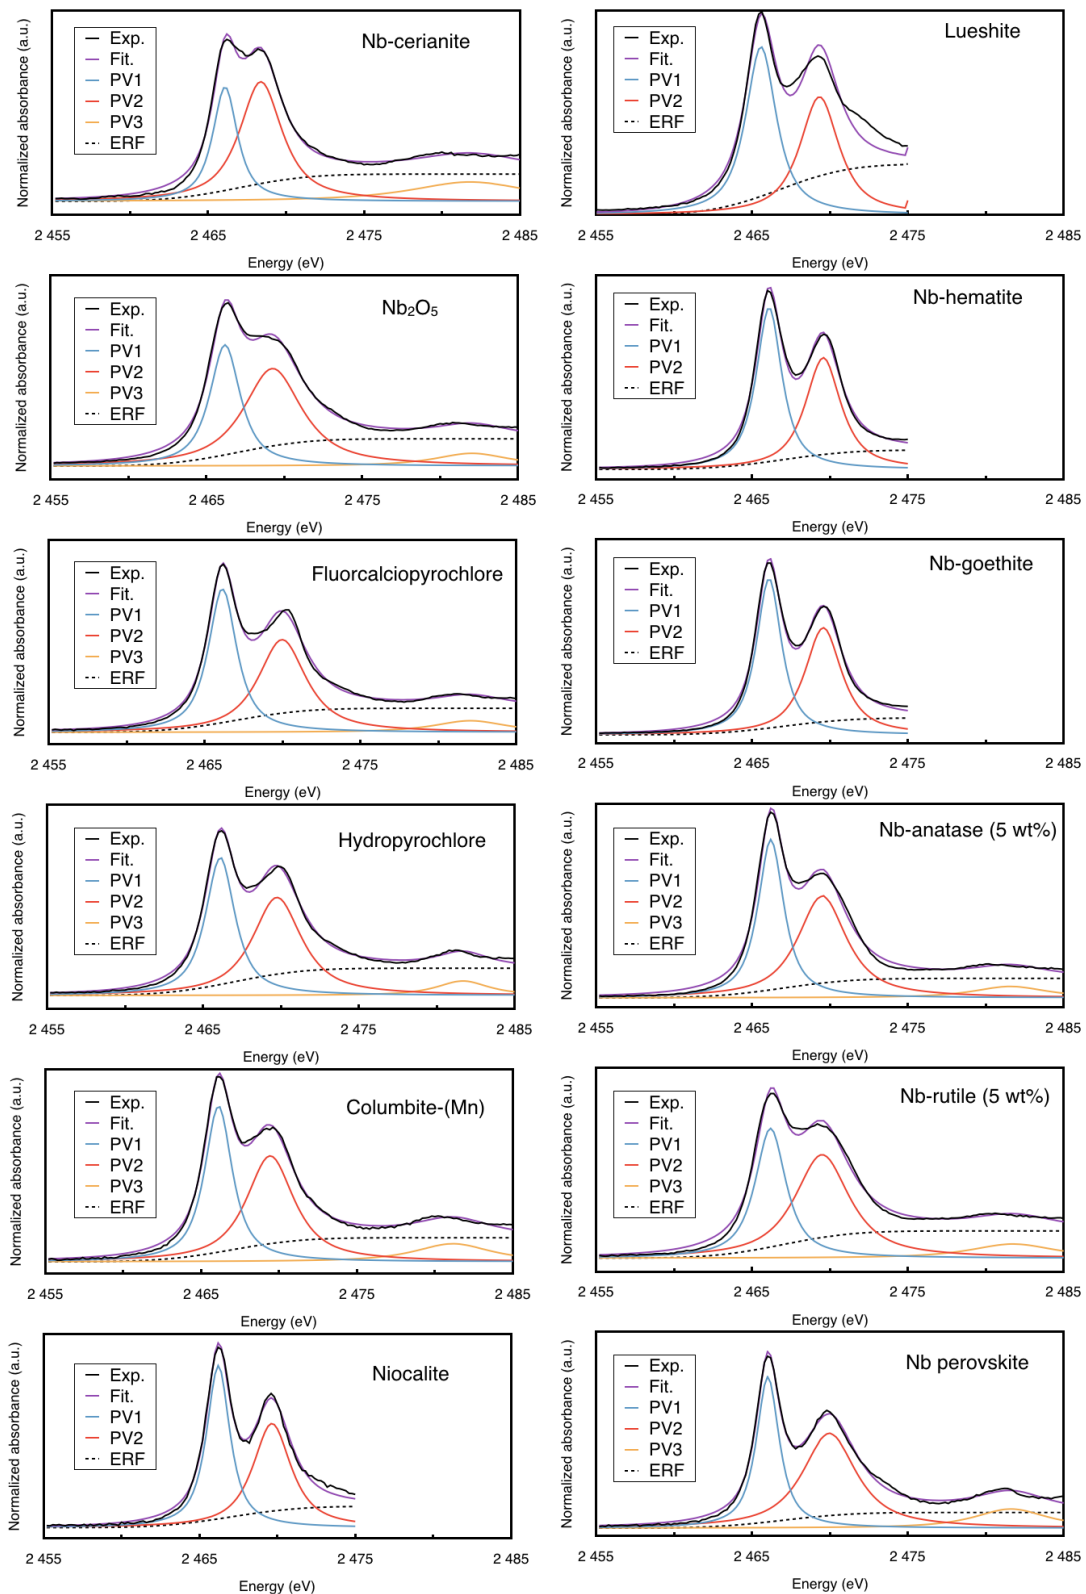 Normalized absorbance (a.u.)
Exp.
Fit.
PV1
PV2
PV3
ERF
Nb-cerianite
2 455
2 465
2 475
2 485
Energy (eV)
Normalized absorbance (a.u.)
Exp.
Fit.
PV1
PV2
ERF
Lueshite
2 455
2 465
2 475
2 485
Energy (eV)
Normalized absorbance (a.u.)
Exp.
Fit.
PV1
PV2
PV3
ERF
Nb₂O₅
2 455
2 465
2 475
2 485
Energy (eV)
Normalized absorbance (a.u.)
Exp.
Fit.
PV1
PV2
ERF
Nb-hematite
2 455
2 465
2 475
2 485
Energy (eV)
Normalized absorbance (a.u.)
Exp.
Fit.
PV1
PV2
PV3
ERF
Fluorcalciopyrochlore
2 455
2 465
2 475
2 485
Energy (eV)
Normalized absorbance (a.u.)
Exp.
Fit.
PV1
PV2
ERF
Nb-goethite
2 455
2 465
2 475
2 485
Energy (eV)
Normalized absorbance (a.u.)
Exp.
Fit.
PV1
PV2
PV3
ERF
Hydropyrochlore
2 455
2 465
2 475
2 485
Energy (eV)
Normalized absorbance (a.u.)
Exp.
Fit.
PV1
PV2
PV3
ERF
Nb-anatase (5 wt%)
2 455
2 465
2 475
2 485
Energy (eV)
Normalized absorbance (a.u.)
Exp.
Fit.
PV1
PV2
PV3
ERF
Columbite-(Mn)
2 455
2 465
2 475
2 485
Energy (eV)
Normalized absorbance (a.u.)
Exp.
Fit.
PV1
PV2
PV3
ERF
Nb-rutile (5 wt%)
2 455
2 465
2 475
2 485
Energy (eV)
Normalized absorbance (a.u.)
Exp.
Fit.
PV1
PV2
ERF
Niocalite
2 455
2 465
2 475
2 485
Energy (eV)
Normalized absorbance (a.u.)
Exp.
Fit.
PV1
PV2
PV3
ERF
Nb perovskite
2 455
2 465
2 475
2 485
Energy (eV)